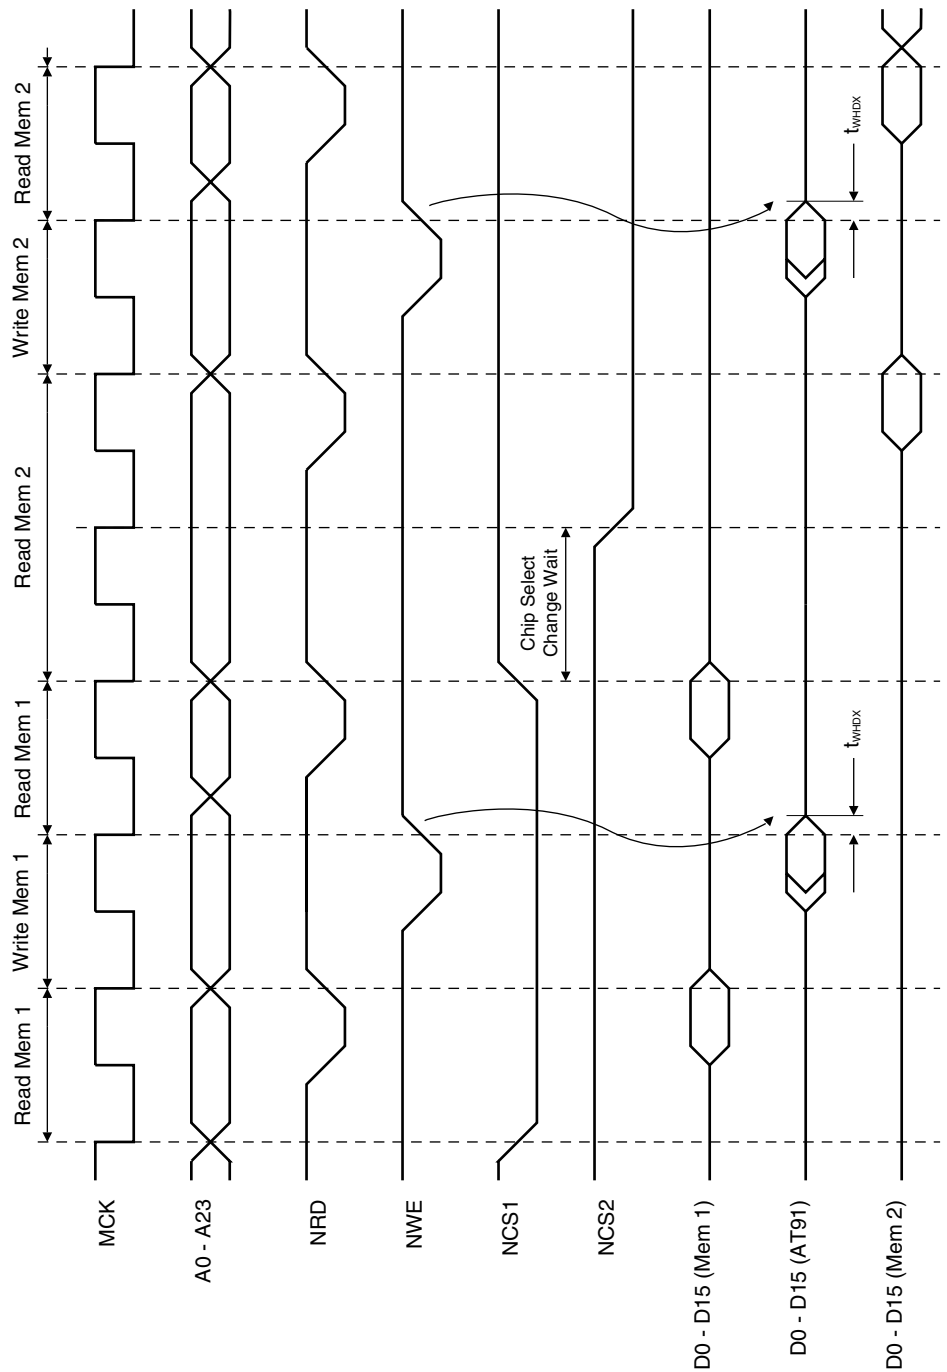 Read Mem 1
Write Mem 1
Read Mem 1
Read Mem 2
Write Mem 2
Read Mem 2
MCK
A0 - A23
NRD
NWE
NCS1
Chip Select
Change Wait
NCS2
D0 - D15 (Mem 1)
D0 - D15 (AT91)
tWHDX
tWHDX
D0 - D15 (Mem 2)